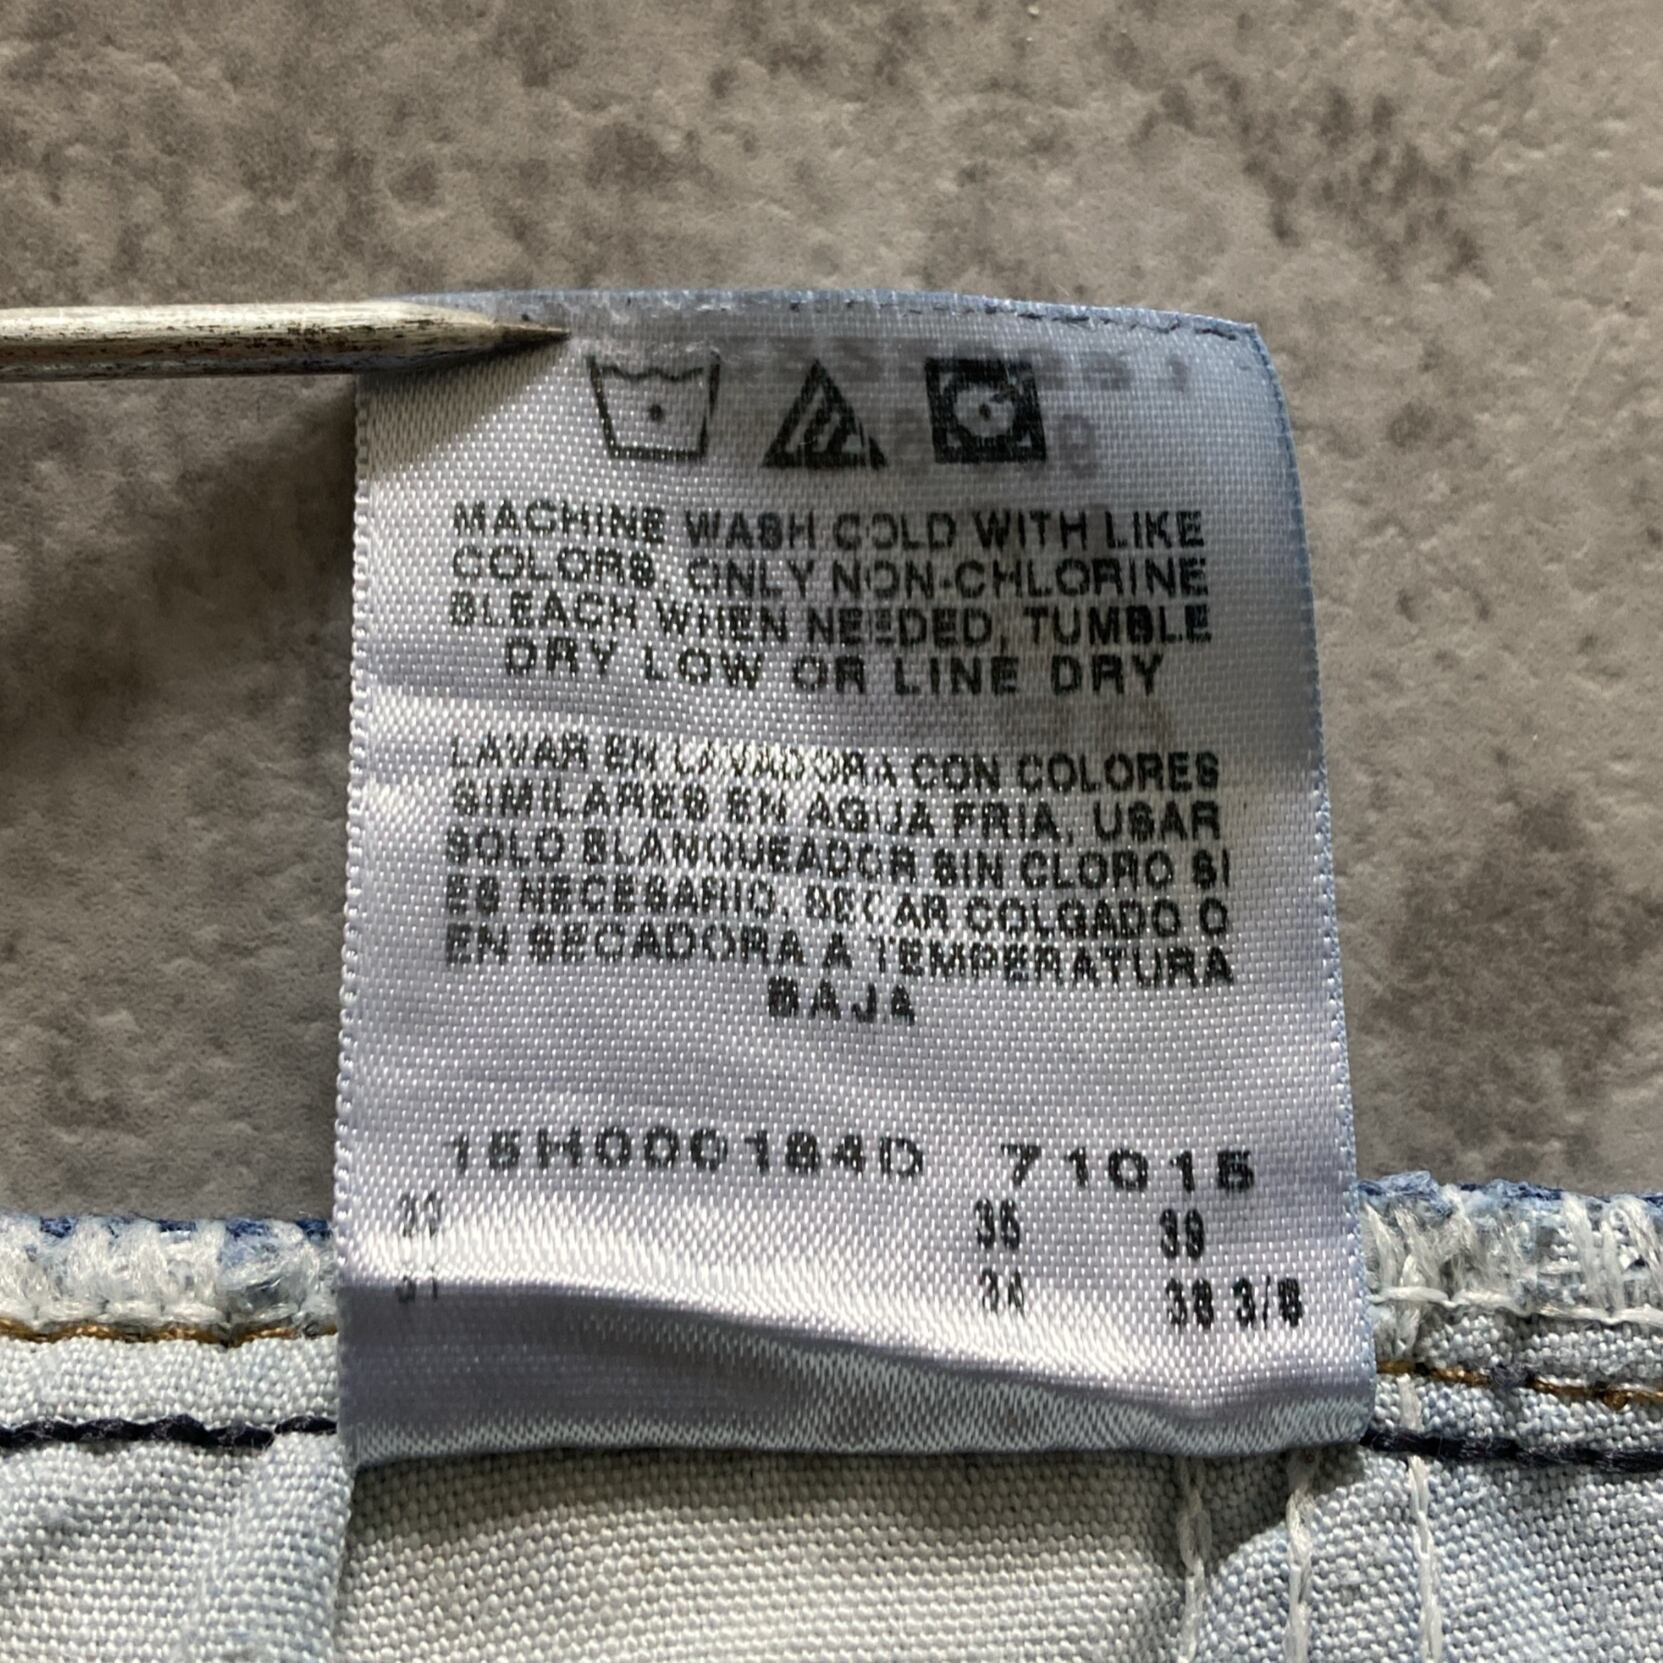 MACHINE WASH COLD WITH LIKE
COLORS, ONLY NON-CHLORINE
BLEACH WHEN NEEDED, TUMBLE
DRY LOW OR LINE DRY
LAVAR EN LAVADORA CON COLORES
SIMILARES EN AGUA FRIA, USAR
SOLO BLANQUEADOR SIN CLORO SI
ES NECESARIO, SECAR COLGADO O
EN SECADORA A TEMPERATURA
BAJA
15H000184D 71015
35 39
34 38 3/8